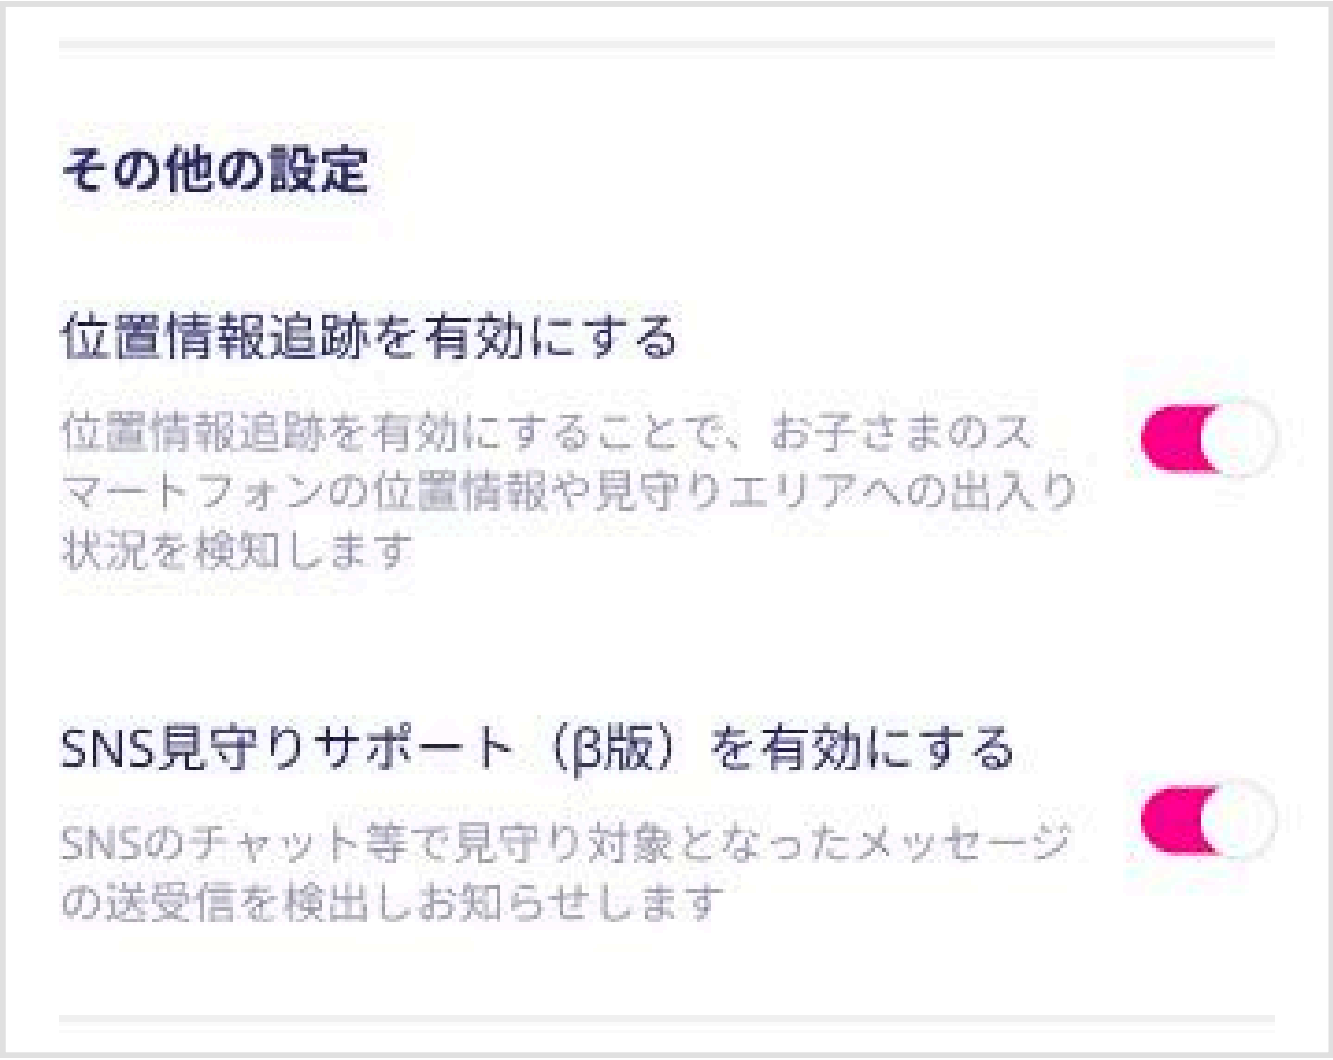 その他の設定
位置情報追跡を有効にする
位置情報追跡を有効にすることで、お子さまのス
マートフォンの位置情報や見守りエリアへの出入り
状況を検知します
SNS見守りサポート（β版）を有効にする
SNSのチャット等で見守り対象となったメッセージ
の送受信を検出しお知らせします